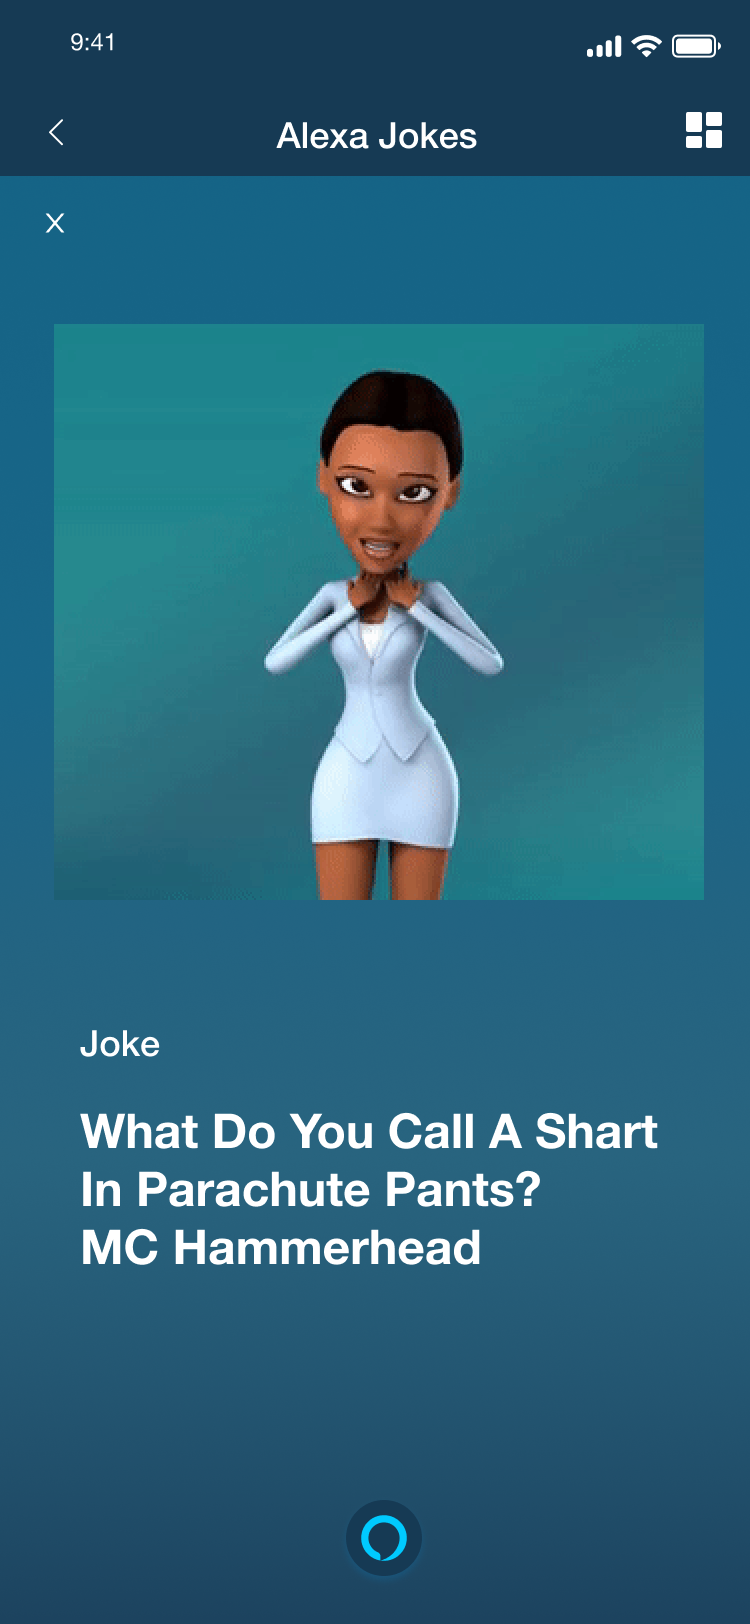 9:41
Alexa Jokes
X
Joke
What Do You Call A Shart
In Parachute Pants?
MC Hammerhead